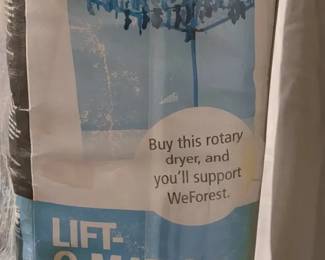 Buy this rotary
dryer, and
you'll support
WeForest.
LIFT-